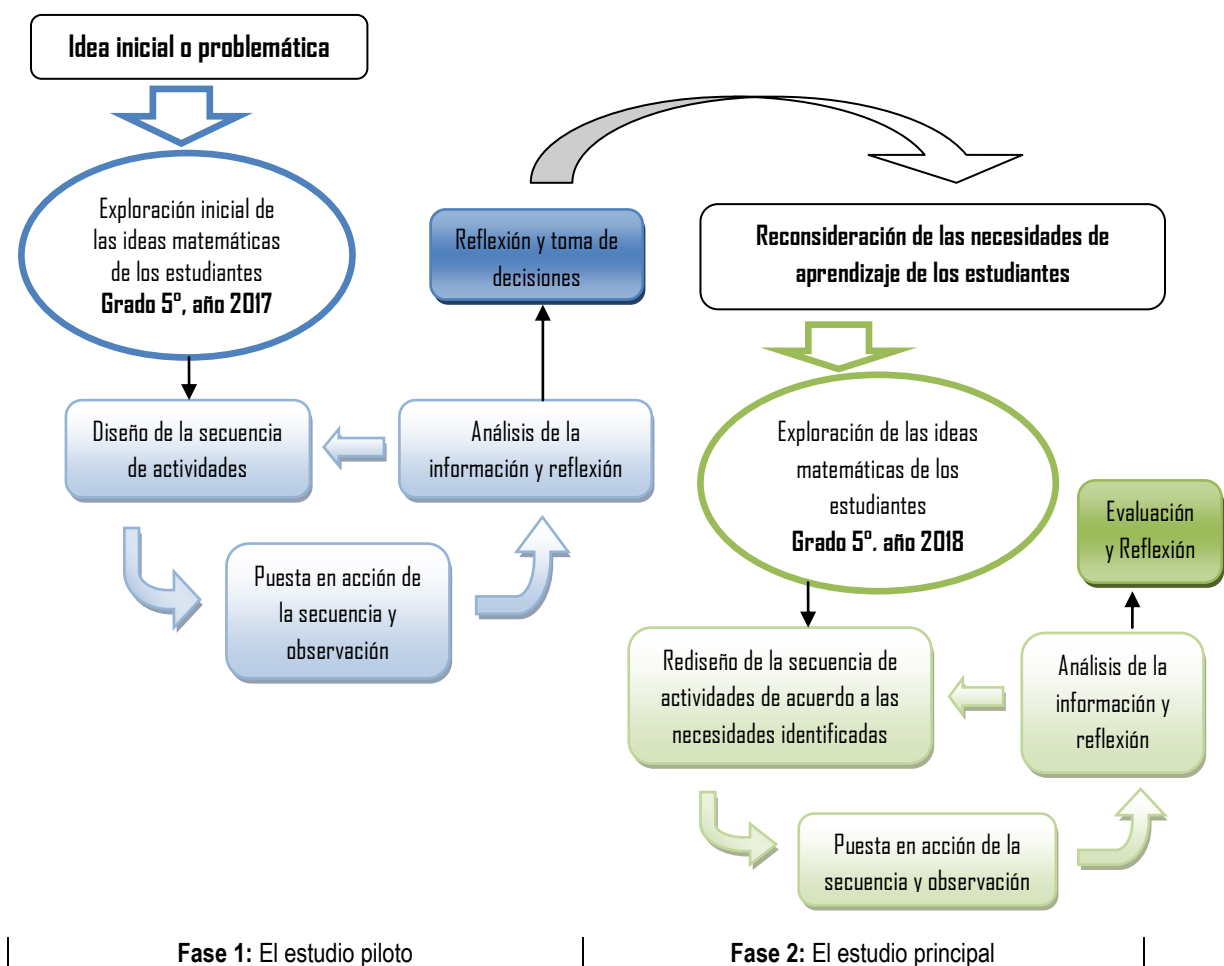 Idea inicial o problemática
Exploración inicial de
las ideas matemáticas
de los estudiantes
Grado 5°, año 2017
Diseño de la secuencia
de actividades
Puesta en acción de
la secuencia y
observación
Análisis de la
información y reflexión
Reflexión y toma de
decisiones
Reconsideración de las necesidades de
aprendizaje de los estudiantes
Exploración de las ideas
matemáticas de los
estudiantes
Grado 5°. año 2018
Rediseño de la secuencia de
actividades de acuerdo a las
necesidades identificadas
Puesta en acción de la
secuencia y observación
Análisis de la
información y
reflexión
Evaluación
y Reflexión
Fase 1: El estudio piloto
Fase 2: El estudio principal